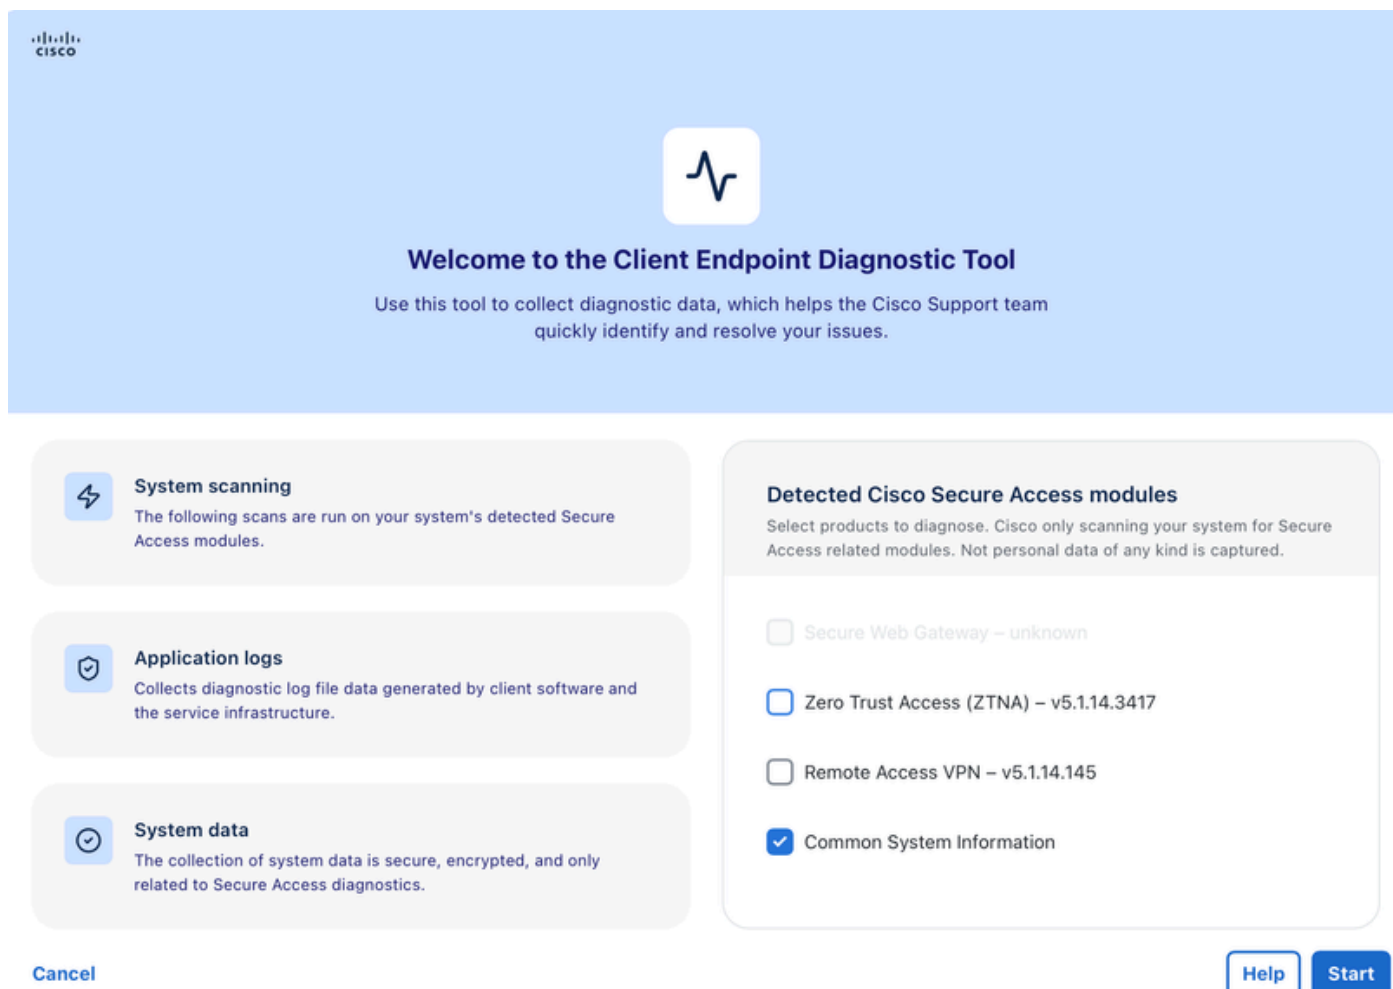 CISCO
Welcome to the Client Endpoint Diagnostic Tool
Use this tool to collect diagnostic data, which helps the Cisco Support team
quickly identify and resolve your issues.
System scanning
The following scans are run on your system's detected Secure
Access modules.
Application logs
Collects diagnostic log file data generated by client software and
the service infrastructure.
System data
The collection of system data is secure, encrypted, and only
related to Secure Access diagnostics.
Detected Cisco Secure Access modules
Select products to diagnose. Cisco only scanning your system for Secure
Access related modules. Not personal data of any kind is captured.
Secure Web Gateway – unknown
Zero Trust Access (ZTNA) – v5.1.14.3417
Remote Access VPN – v5.1.14.145
Common System Information
Cancel
Help
Start